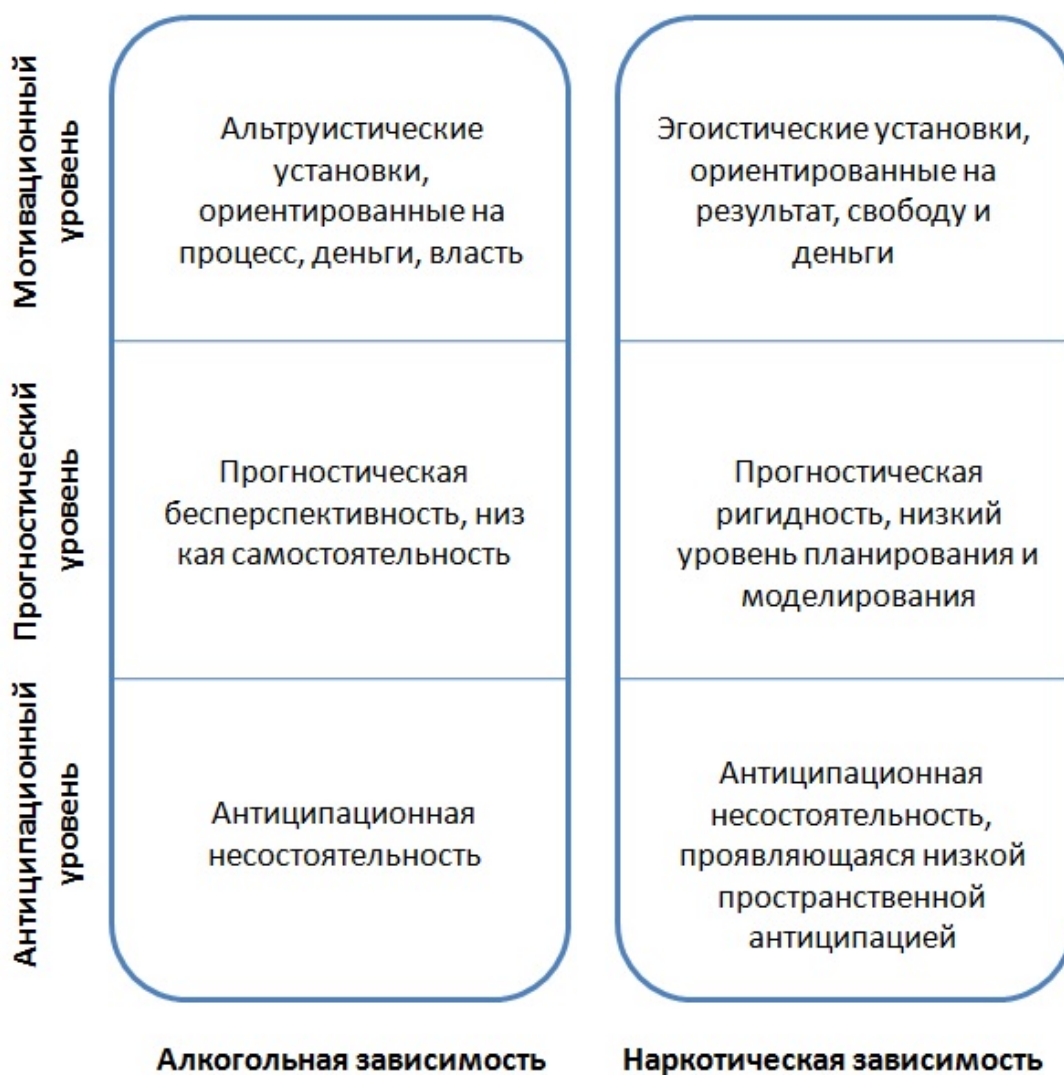 Мотивационный
уровень
Альтруистические
установки,
ориентированные на
процесс, деньги, власть
Эгоистические установки,
ориентированные на
результат, свободу и
деньги
Прогностический
уровень
Прогностическая
бесперспективность, низ
кая самостоятельность
Прогностическая
ригидность, низкий
уровень планирования и
моделирования
Антиципационный
уровень
Антиципационная
несостоятельность
Антиципационная
несостоятельность,
проявляющаяся низкой
пространственной
антиципацией
Алкогольная зависимость
Наркотическая зависимость